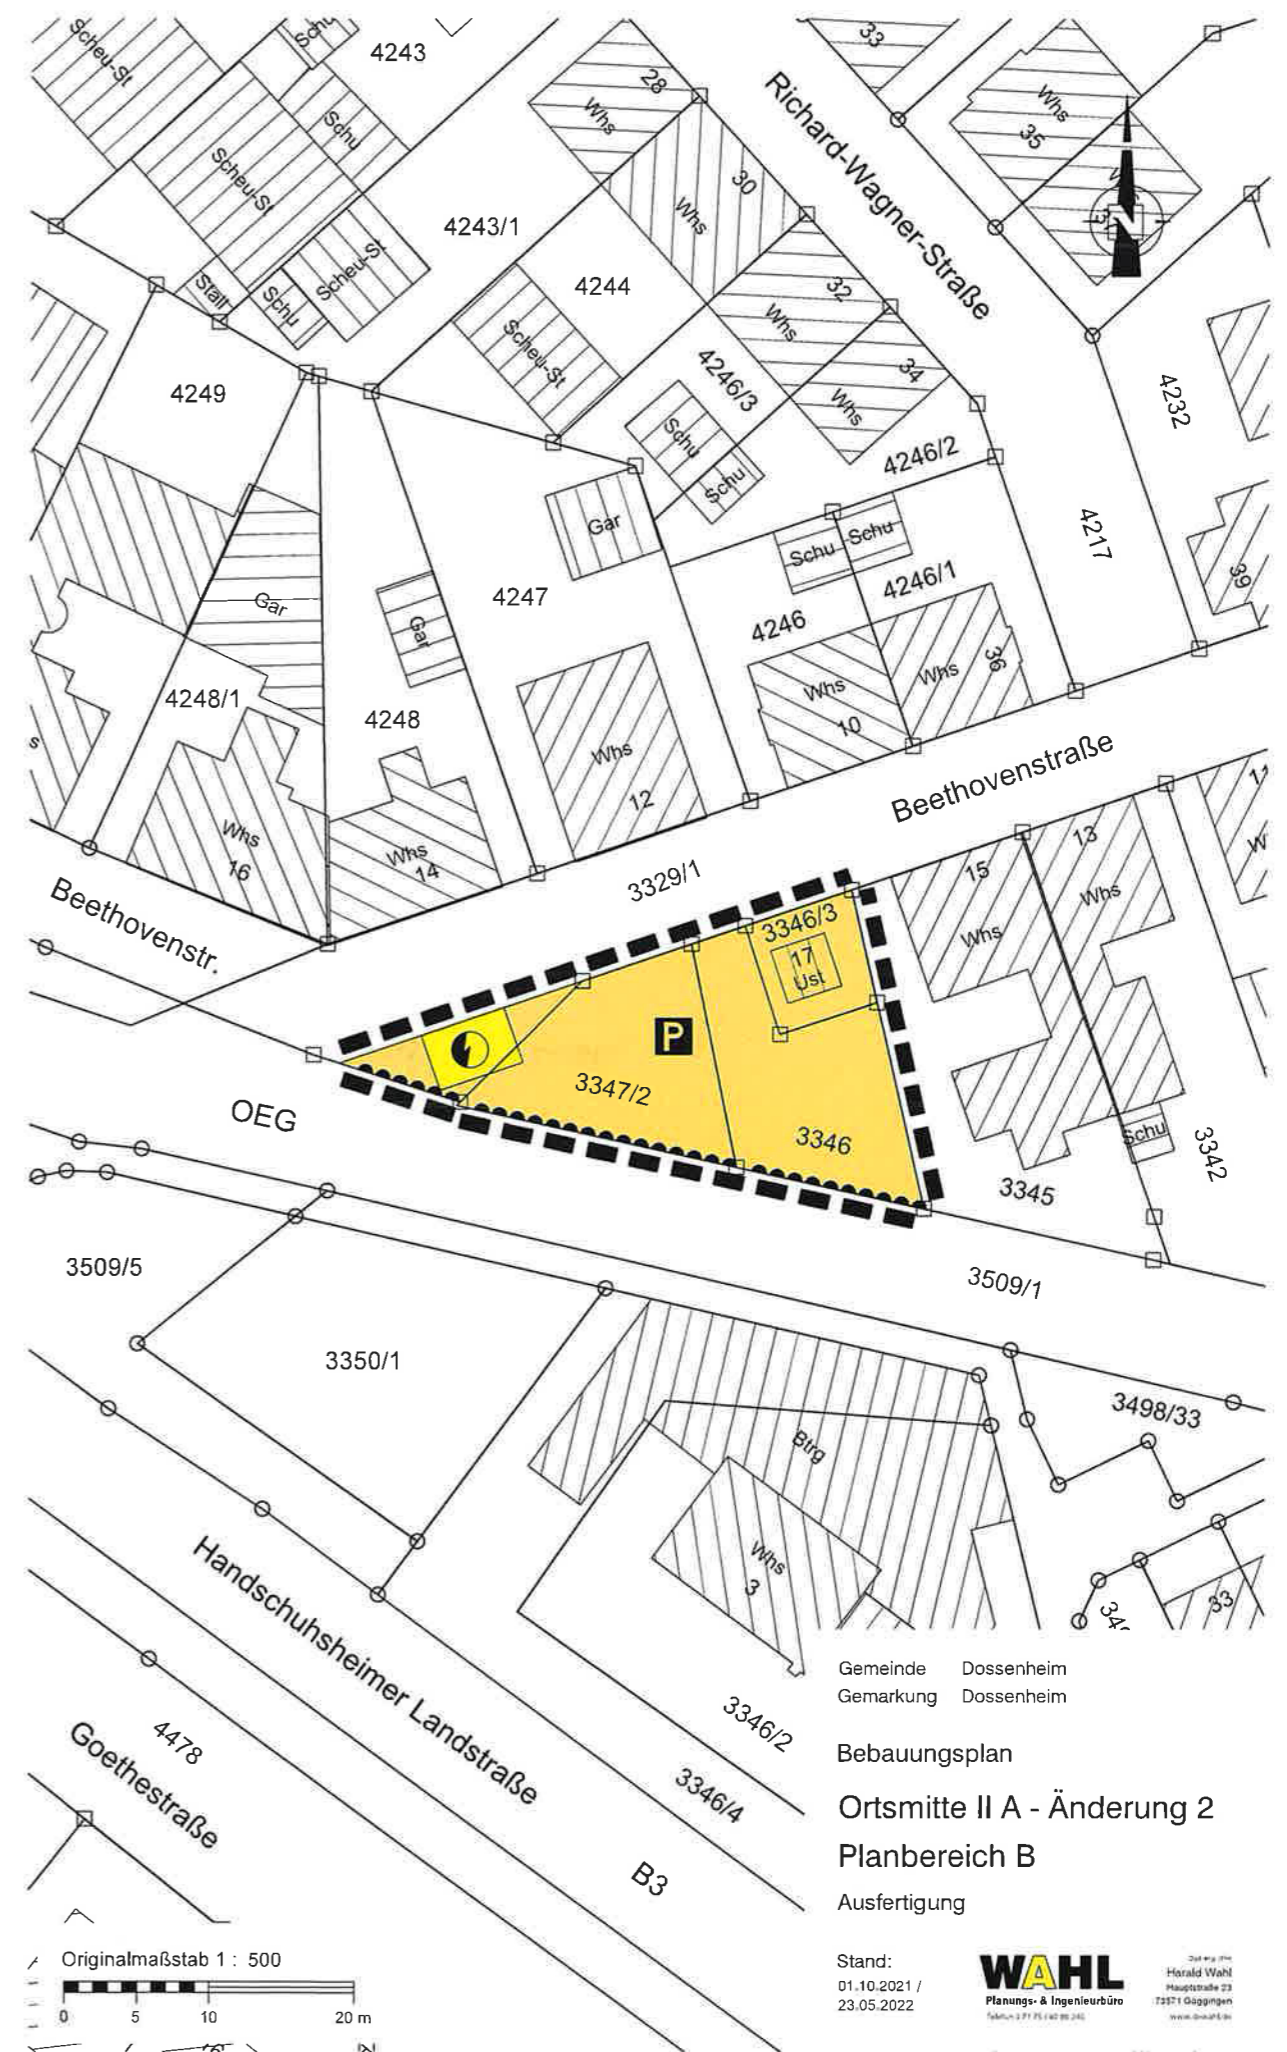 Scheu-St
Schu
4243
Schu
Scheu-St
Scheu-St
Stall
Schu
4243/1
28
Whs
30
Whs
Richard-Wagner-Straße
33
Whs
35
N
4244
Scheu-St
32
Whs
34
Whs
4246/3
Schu
Schu
4246/2
4232
4217
39
4249
Gar
Gar
Gar
4247
Schu
Schu
4246/1
4246
4248/1
4248
Whs
36
Whs
10
Whs
12
s
Whs
16
Whs
14
Beethovenstraße
Beethovenstr.
3329/1
11
13
Whs
15
Whs
3346/3
17
Ust
P
3347/2
3346
OEG
Schu
3342
3345
3509/5
3509/1
3350/1
3498/33
Btrg
Whs
3
33
Handschuhsheimer Landstraße
B3
3346/2
3346/4
4478
Goethestraße
Gemeinde Dossenheim
Gemarkung Dossenheim
Bebauungsplan
Ortsmitte II A - Änderung 2
Planbereich B
Ausfertigung
Stand:
01.10.2021 /
23.05.2022
WAHL
Planungs- & Ingenieurbüro
Harald Wahl
Hauptstraße 23
73571 Göggingen
Originalmaßstab 1 : 500
0 5 10 20 m